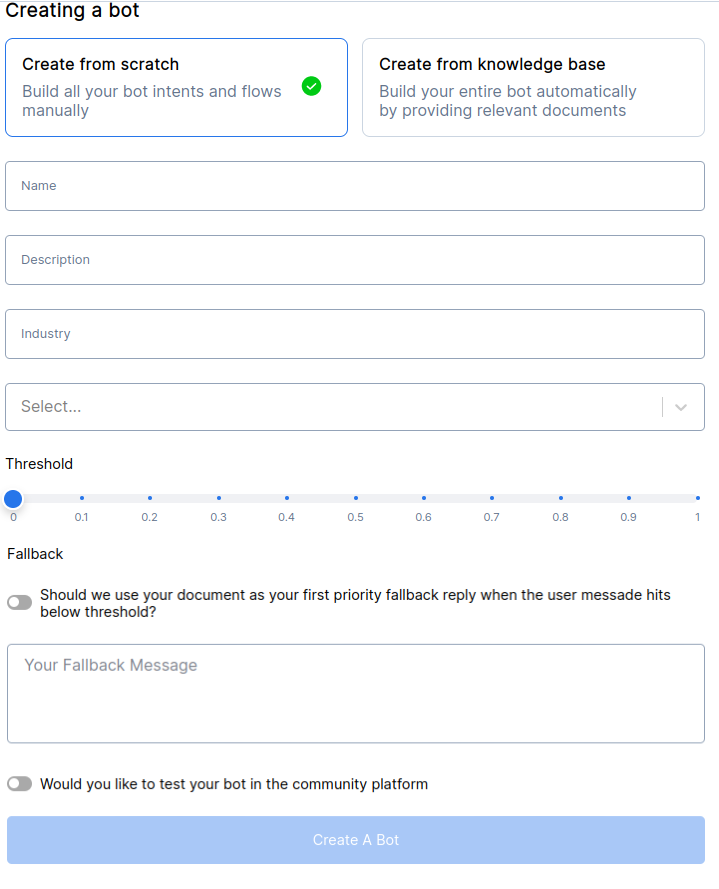 Creating a bot
Create from scratch
Build all your bot intents and flows
manually
Create from knowledge base
Build your entire bot automatically
by providing relevant documents
Name
Description
Industry
Select...
Threshold
0 0.1 0.2 0.3 0.4 0.5 0.6 0.7 0.8 0.9 1
Fallback
Should we use your document as your first priority fallback reply when the user message hits
below threshold?
Your Fallback Message
Would you like to test your bot in the community platform
Create A Bot